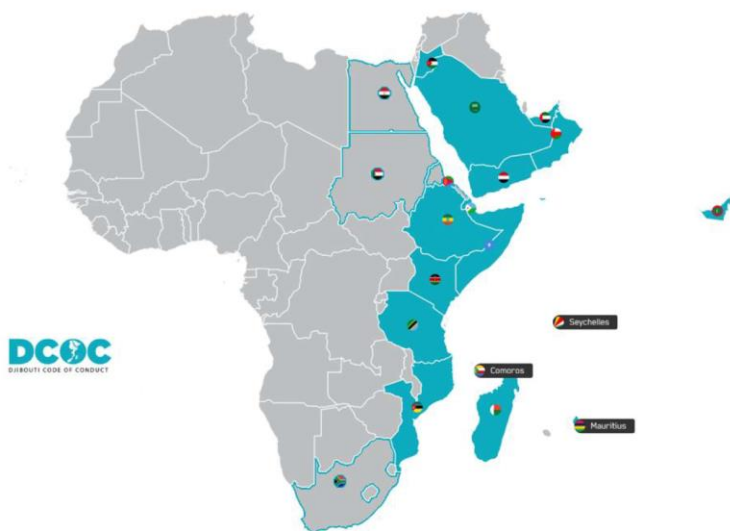 Seychelles
DCOC
DJIBOUTI CODE OF CONDUCT
Comoros
Mauritius